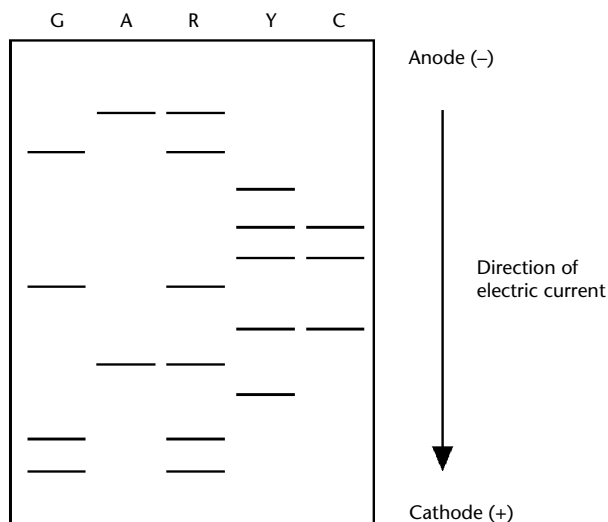 G A R Y C
Anode (–)
Direction of
electric current
Cathode (+)